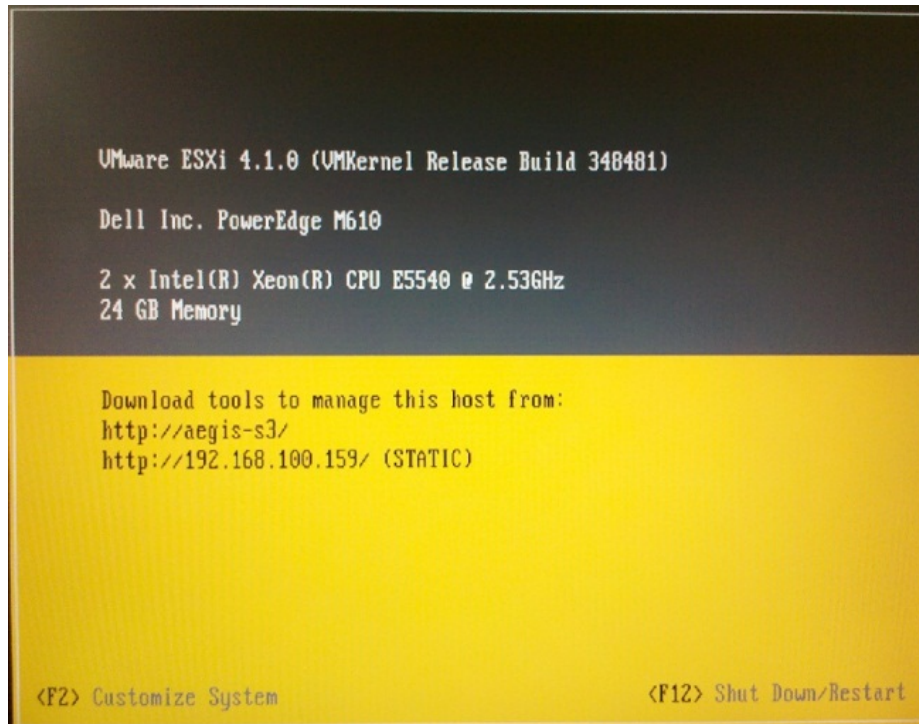 VMware ESXi 4.1.0 (VMKernel Release Build 348481)
Dell Inc. PowerEdge M610
2 x Intel(R) Xeon(R) CPU E5540 @ 2.53GHz
24 GB Memory
Download tools to manage this host from:
http://aegis-s3/
http://192.168.100.159/ (STATIC)
<F2> Customize System
<F12> Shut Down/Restart